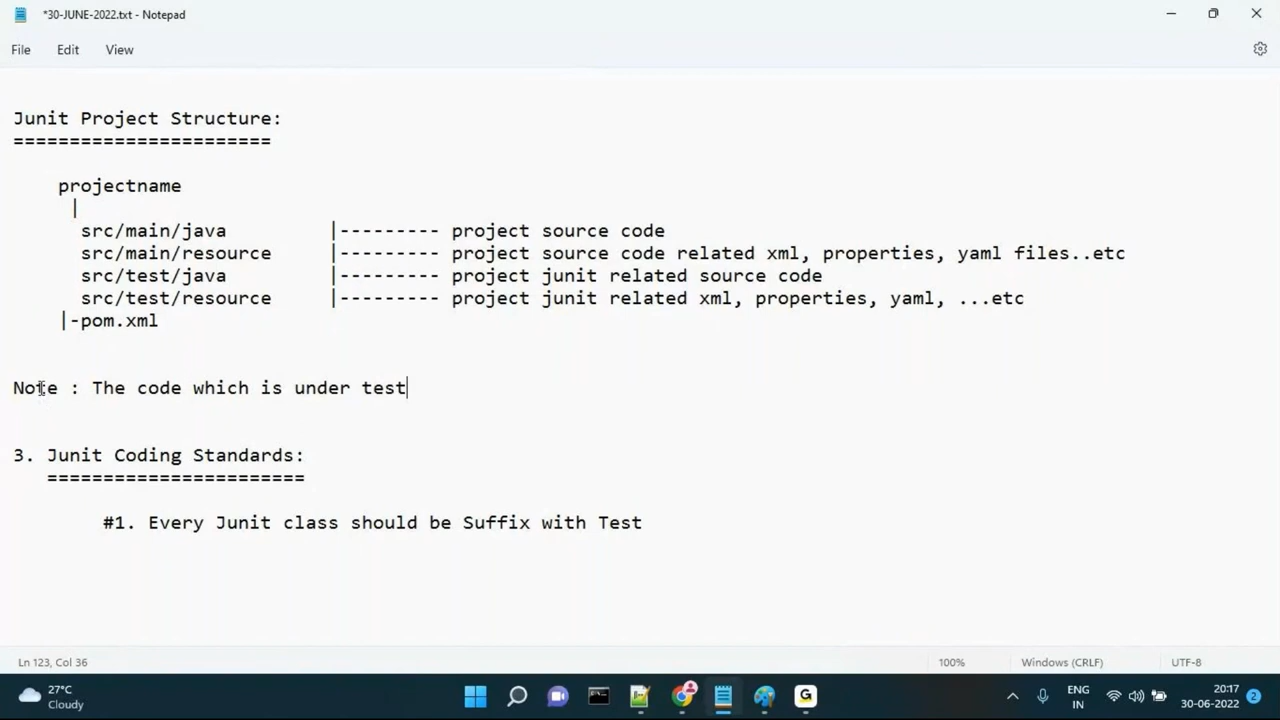 *30-JUNE-2022.txt - Notepad
File Edit View
Junit Project Structure:
=======================
projectname
|
src/main/java |--------- project source code
src/main/resource |--------- project source code related xml, properties, yaml files..etc
src/test/java |--------- project junit related source code
src/test/resource |--------- project junit related xml, properties, yaml, ...etc
|-pom.xml
Note : The code which is under test
3. Junit Coding Standards:
=======================
#1. Every Junit class should be Suffix with Test
Ln 123, Col 36 100% Windows (CRLF) UTF-8
27°C
Cloudy
ENG
IN
20:17
30-06-2022
2